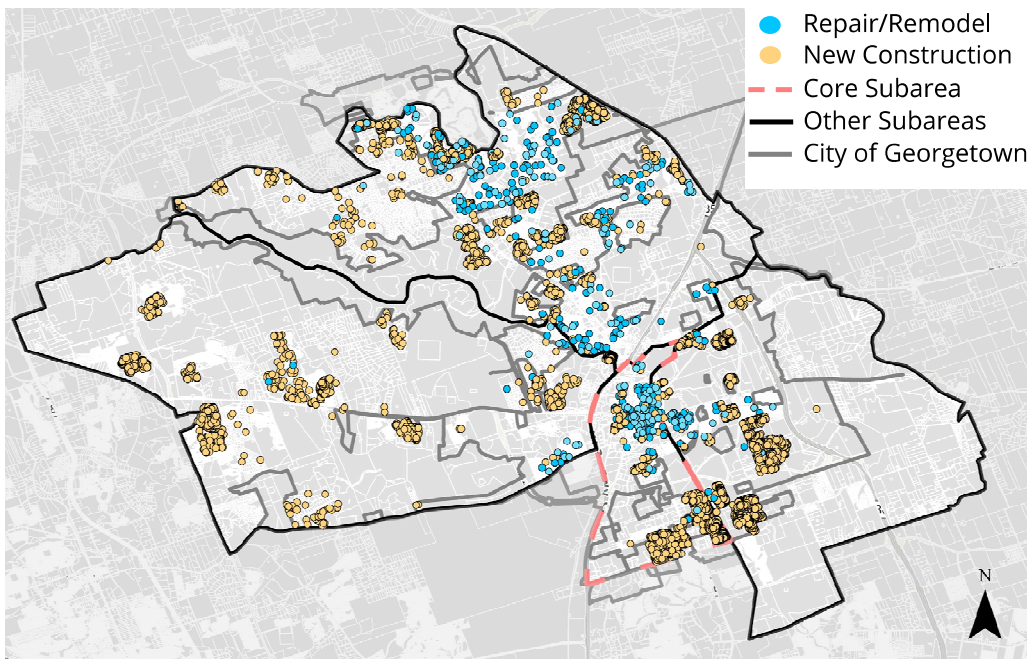 Repair/Remodel
New Construction
Core Subarea
Other Subareas
City of Georgetown
N